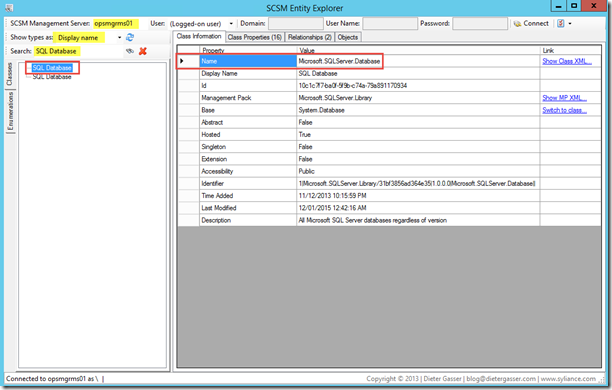 SCSM Entity Explorer
SCSM Management Server: opsmgrms01 User: (Logged-on user) Domain: User Name: Password: Connect
Show types as: Display name
Search: SQL Database
Classes
Enumerations
SQL Database
SQL Database
Class Information Class Properties (16) Relationships (2) Objects
Property Value Link
Name Microsoft.SQLServer.Database Show Class XML...
Display Name SQL Database
Id 10c1c7f7-ba0f-5f9b-c74a-79a891170934
Management Pack Microsoft.SQLServer.Library Show MP XML...
Base System.Database Switch to class...
Abstract False
Hosted True
Singleton False
Extension False
Accessibility Public
Identifier 1|Microsoft.SQLServer.Library/31bf3856ad364e35|1.0.0.0|Microsoft.SQLServer.Database||
Time Added 11/12/2013 10:15:59 PM
Last Modified 12/01/2015 12:42:16 AM
Description All Microsoft SQL Server databases regardless of version
Connected to opsmgrms01 as \ |
Copyright © 2013 | Dieter Gasser | blog@dietergasser.com | www.syliance.com